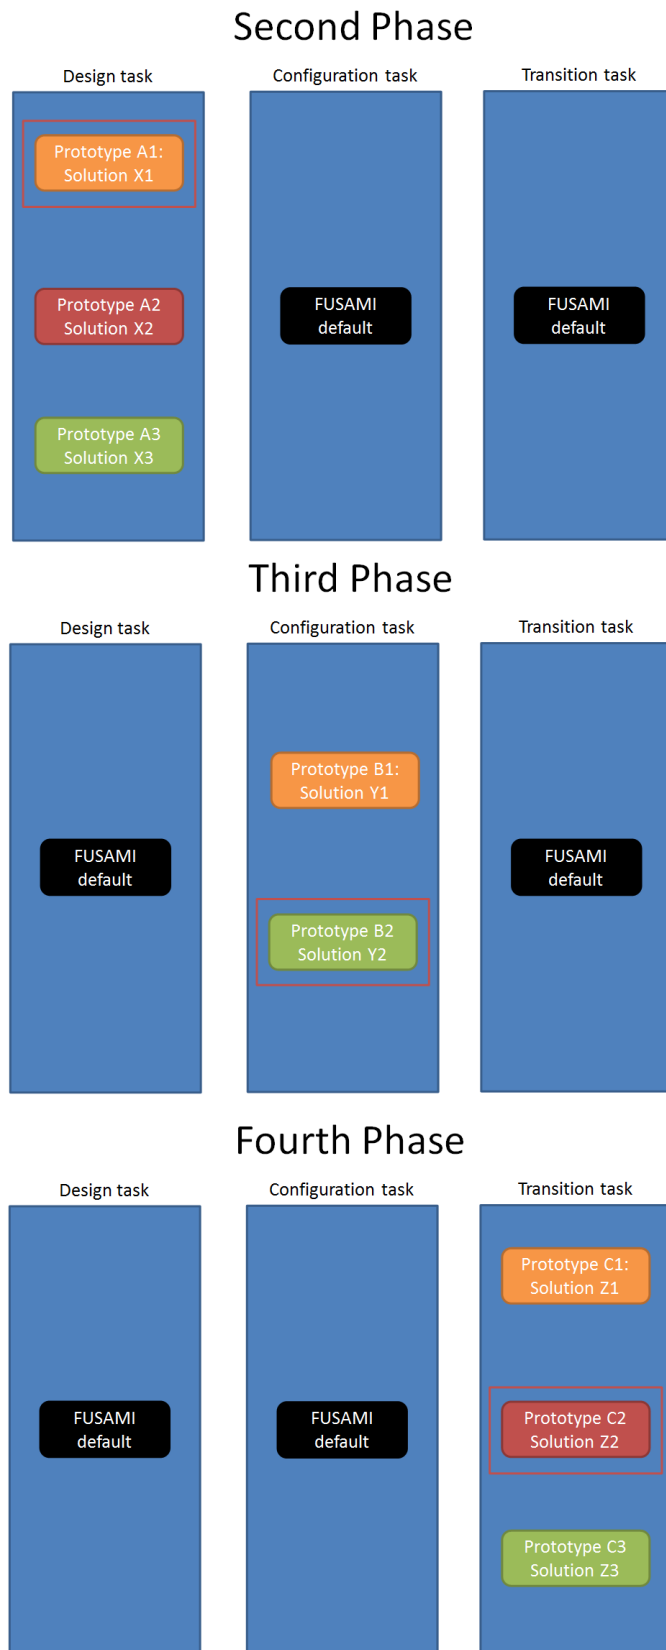 Second Phase
Design task
Configuration task
Transition task
Prototype A1:
Solution X1
Prototype A2
Solution X2
FUSAMI
default
FUSAMI
default
Prototype A3
Solution X3
Third Phase
Design task
Configuration task
Transition task
Prototype B1:
Solution Y1
FUSAMI
default
FUSAMI
default
Prototype B2
Solution Y2
Fourth Phase
Design task
Configuration task
Transition task
Prototype C1:
Solution Z1
FUSAMI
default
FUSAMI
default
Prototype C2
Solution Z2
Prototype C3
Solution Z3